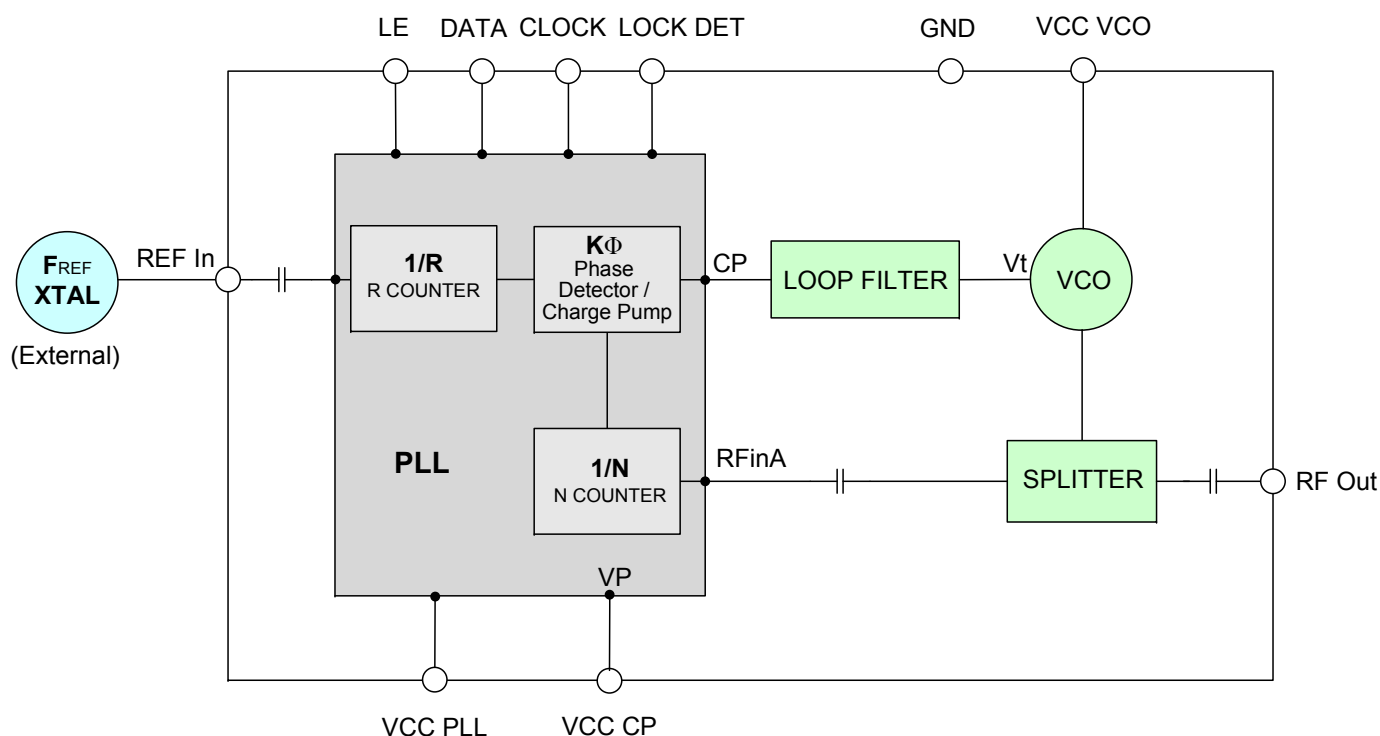 LE DATA CLOCK LOCK DET GND VCC VCO
FREF
XTAL
(External)
REF In
1/R
R COUNTER
KΦ
Phase
Detector /
Charge Pump
CP
LOOP FILTER
Vt
VCO
PLL
1/N
N COUNTER
RFinA
SPLITTER
RF Out
VP
VCC PLL VCC CP